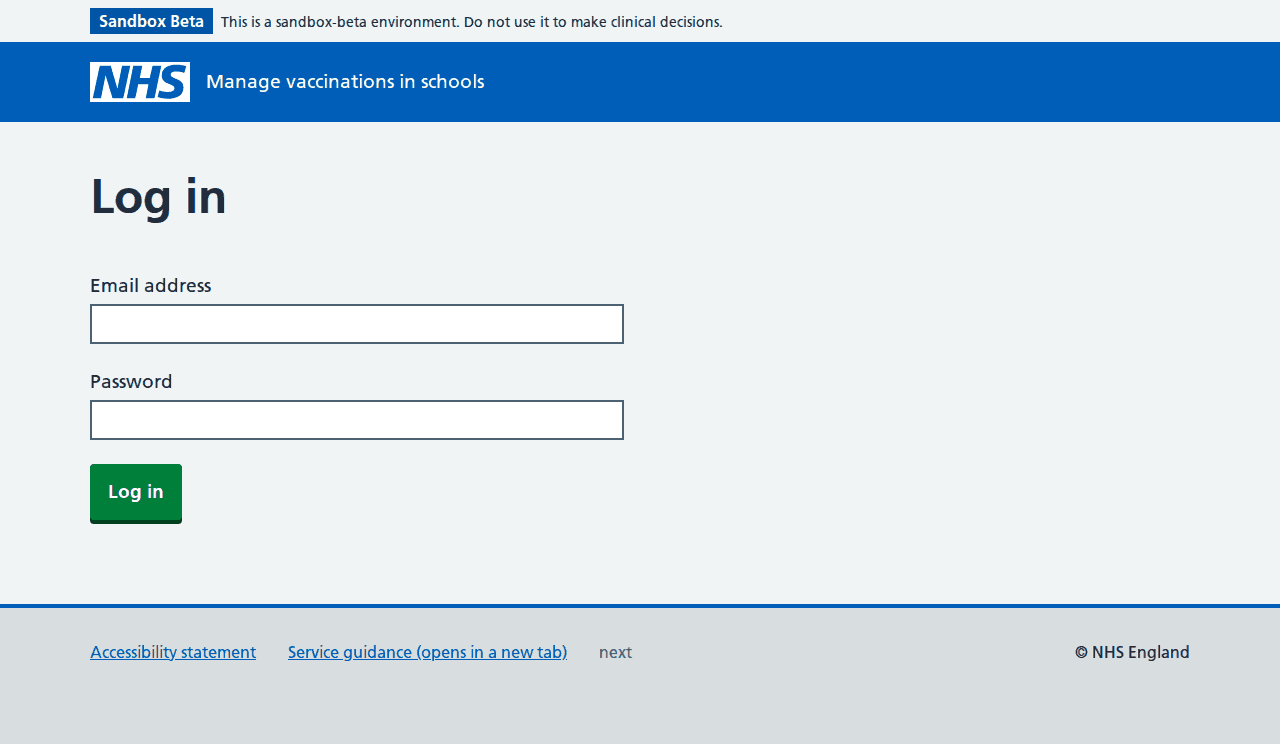 Sandbox Beta This is a sandbox-beta environment. Do not use it to make clinical decisions.
NHS Manage vaccinations in schools
Log in
Email address
Password
Log in
Accessibility statement Service guidance (opens in a new tab) next © NHS England